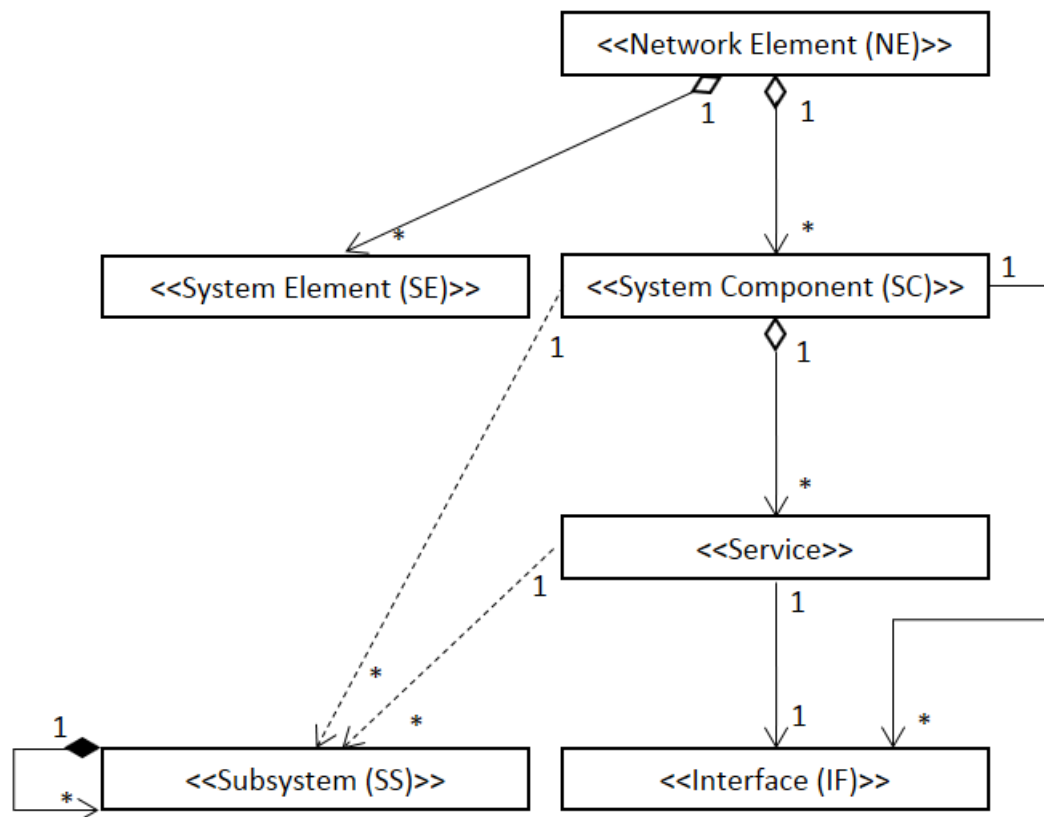 <<Network Element (NE)>>
1
1
*
*
<<System Element (SE)>>
<<System Component (SC)>>
1
1
1
*
<<Service>>
1
1
*
*
1
1
*
<<Subsystem (SS)>>
*
<<Interface (IF)>>